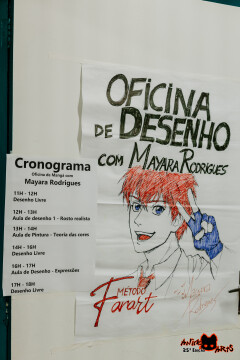 OFICINA
DE DESENHO
COM MAYARA RODRIGUES
Cronograma
Oficina de Mangá com
Mayara Rodrigues
11H - 12H
Desenho Livre
12H - 13H
Aula de desenho 1 - Rosto realista
13H - 14H
Aula de Pintura - Teoria das cores
14H - 16H
Desenho Livre
16H - 17H
Aula de Desenho - Expressões
17H - 18H
Desenho Livre
MÉTODO
Fanart